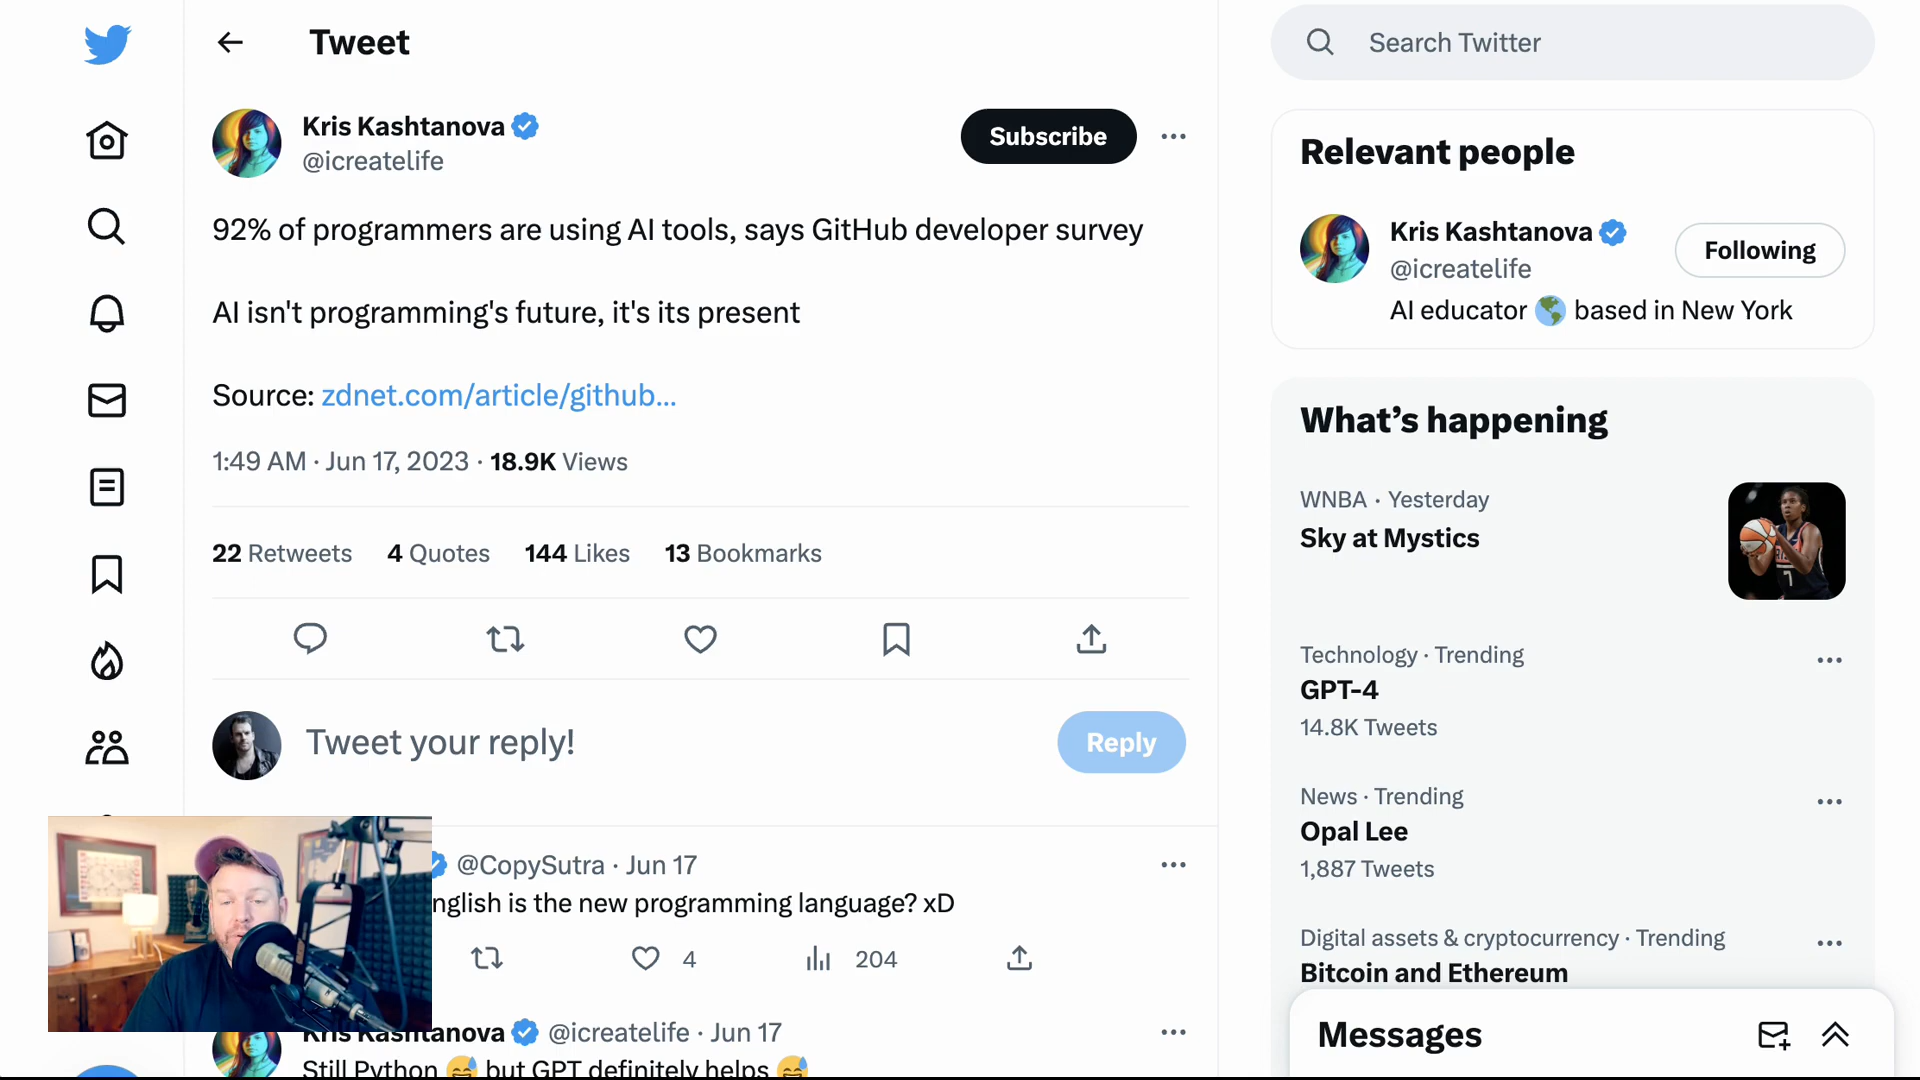 Tweet
Search Twitter
Kris Kashtanova
@icreatelife
Subscribe
92% of programmers are using AI tools, says GitHub developer survey
AI isn't programming's future, it's its present
Source: zdnet.com/article/github...
1:49 AM · Jun 17, 2023 · 18.9K Views
22 Retweets 4 Quotes 144 Likes 13 Bookmarks
Tweet your reply!
Reply
@CopySutra · Jun 17
nglish is the new programming language? xD
4
204
Kris Kashtanova @icreatelife · Jun 17
Still Python 😅 but GPT definitely helps 😅
Relevant people
Kris Kashtanova
@icreatelife
Following
AI educator 🌎 based in New York
What's happening
WNBA · Yesterday
Sky at Mystics
7
Technology · Trending
GPT-4
14.8K Tweets
News · Trending
Opal Lee
1,887 Tweets
Digital assets & cryptocurrency · Trending
Bitcoin and Ethereum
Messages